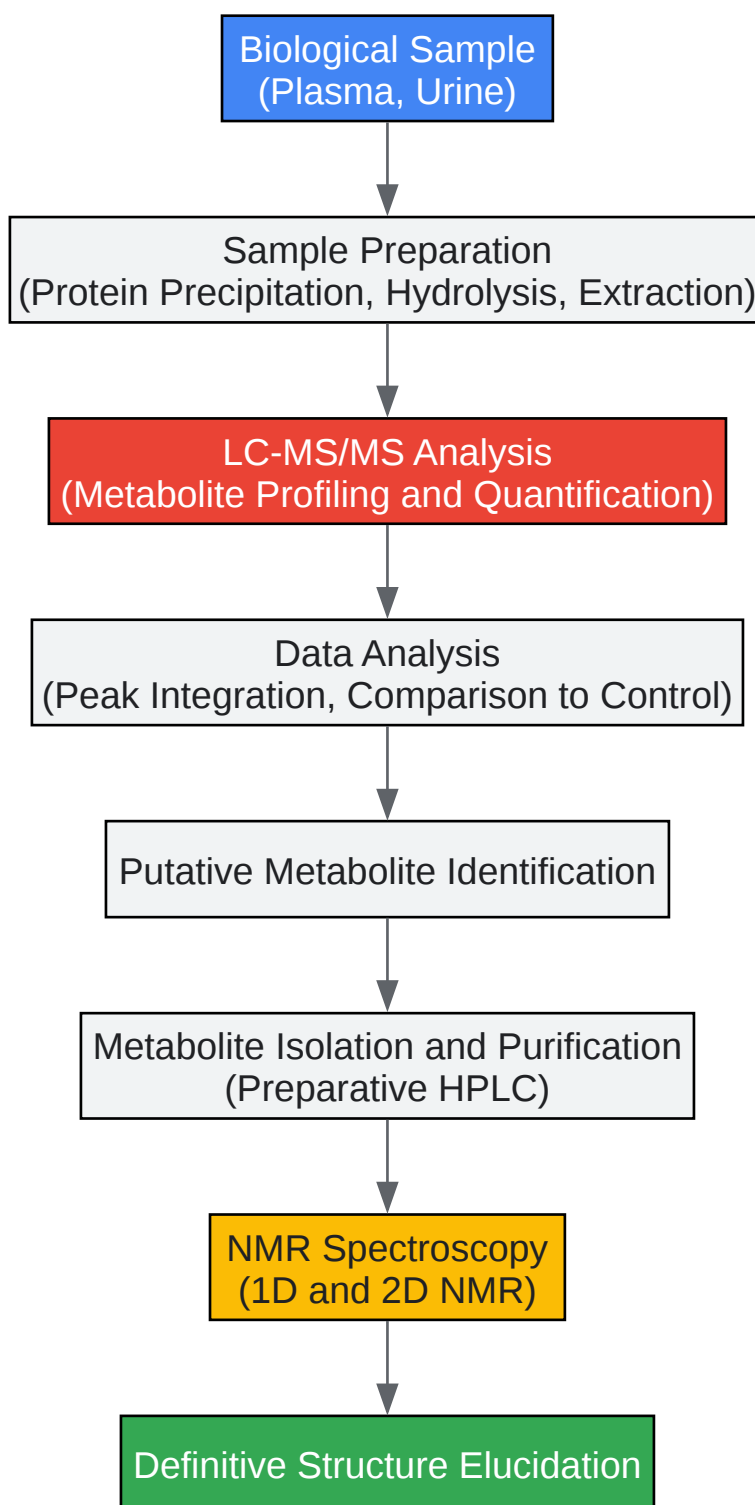 Biological Sample
(Plasma, Urine)
Sample Preparation
(Protein Precipitation, Hydrolysis, Extraction)
LC-MS/MS Analysis
(Metabolite Profiling and Quantification)
Data Analysis
(Peak Integration, Comparison to Control)
Putative Metabolite Identification
Metabolite Isolation and Purification
(Preparative HPLC)
NMR Spectroscopy
(1D and 2D NMR)
Definitive Structure Elucidation